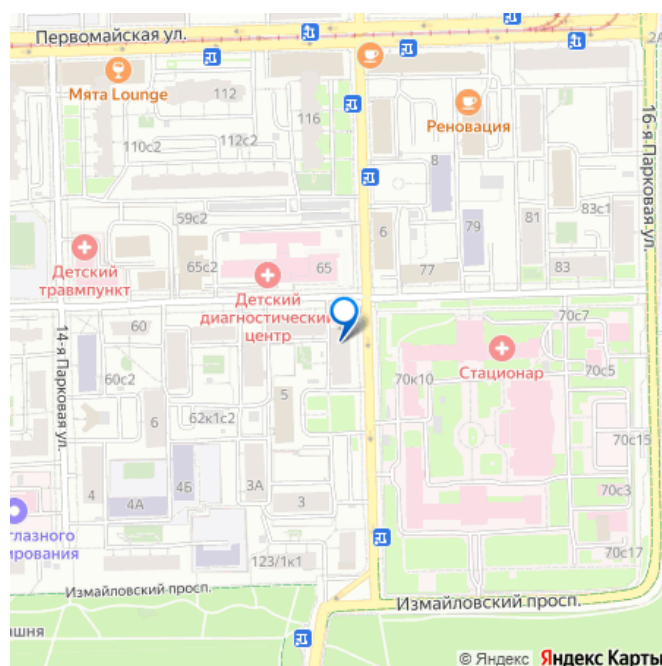 Первомайская ул.
2А
Мята Lounge
112
116
Реновация
110с2
112с2
8
16-я Парковая ул.
59с2
6
79
81
83с1
65с2
65
77
83
Детский
травмпункт
Детский
диагностический
центр
60
70с7
14-я Парковая ул.
60с2
Стационар
70к10
70с5
5
62к1с2
6
70с15
4
4А
4Б
3А
3
70с3
глазного
ирования
123/1к1
70с17
Измайловский просп.
Измайловский просп.
ашня
© Яндекс Яндекс Карты